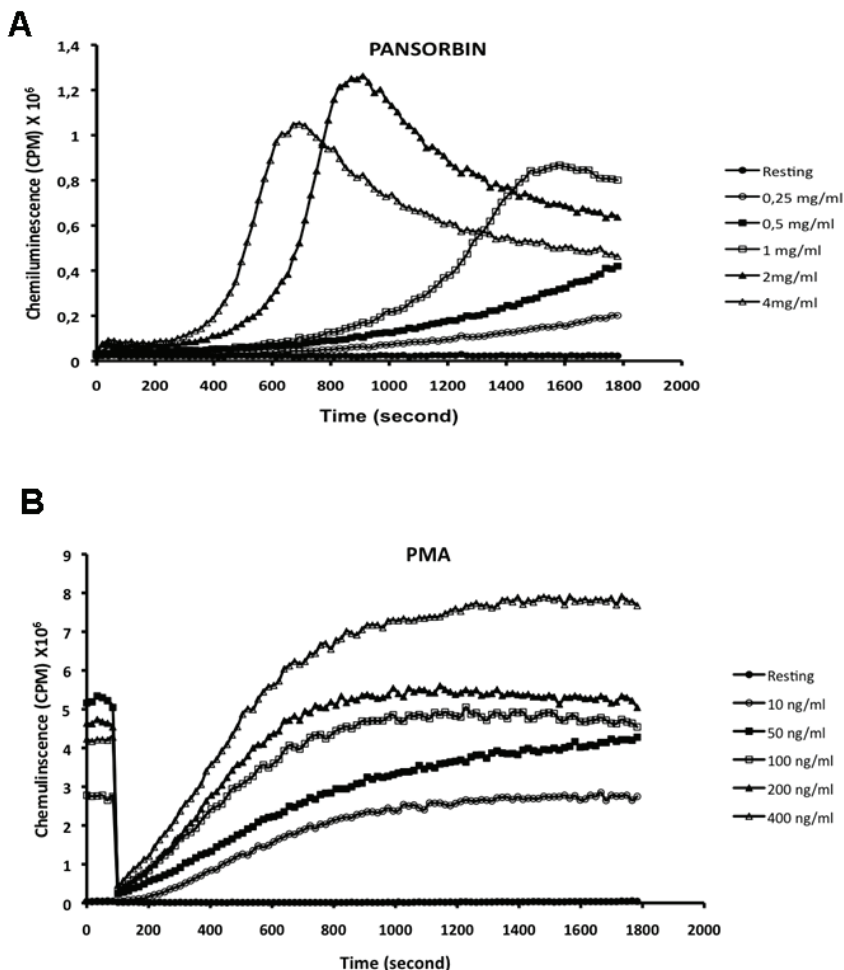 A
PANSORBIN
1,4
1,2
1
0,8
0,6
0,4
0,2
0
Chemiluminescence (CPM) X 10⁶
0 200 400 600 800 1000 1200 1400 1600 1800 2000
Time (second)
Resting
0,25 mg/ml
0,5 mg/ml
1 mg/ml
2mg/ml
4mg/ml
B
PMA
9
8
7
6
5
4
3
2
1
0
Chemulinscence (CPM) X10⁶
0 200 400 600 800 1000 1200 1400 1600 1800 2000
Time (second)
Resting
10 ng/ml
50 ng/ml
100 ng/ml
200 ng/ml
400 ng/ml